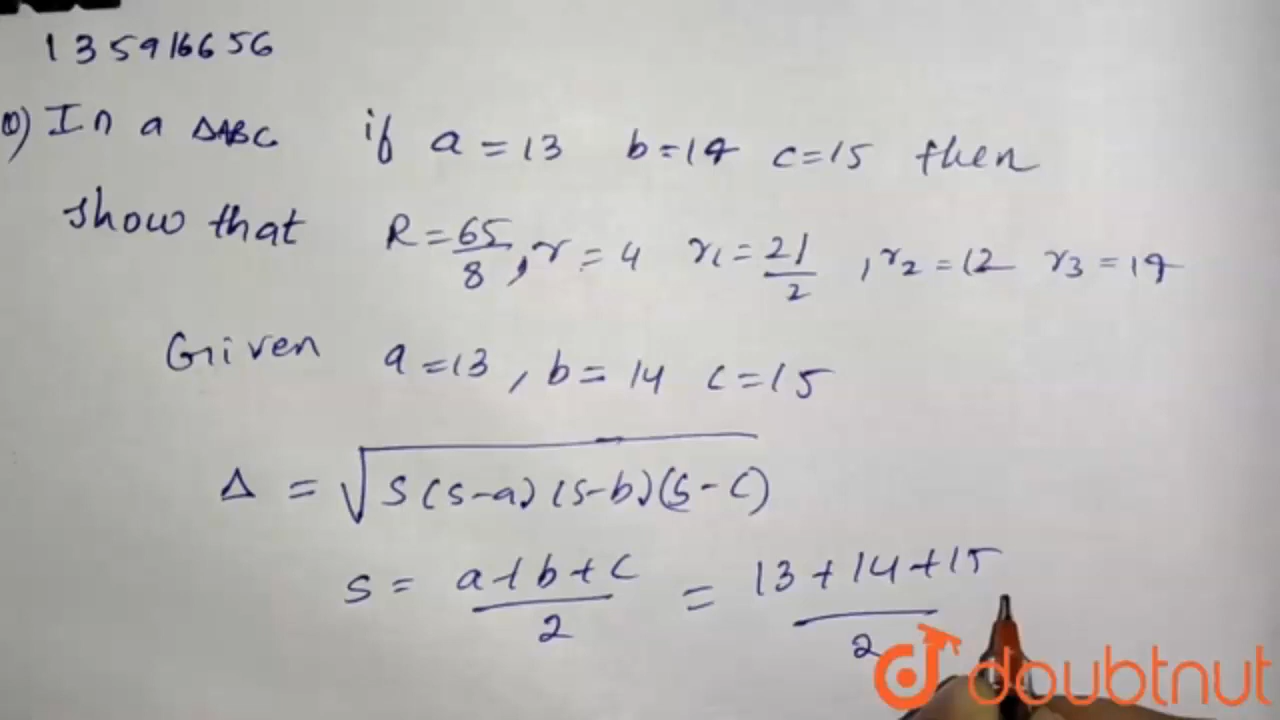 135916656
Q) In a ΔABC if a = 13 b = 14 c = 15 then
show that R = 65/8, r = 4 r1 = 21/2, r2 = 12 r3 = 14
Given a = 13, b = 14 c = 15
Δ = √s(s-a)(s-b)(s-c)
s = a+b+c/2 = 13+14+15/2
doubtnut